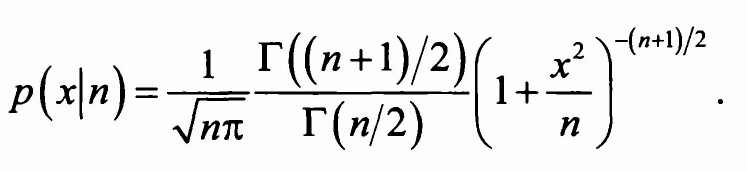 p(x|n) = \frac{1}{\sqrt{n\pi}} \frac{\Gamma((n+1)/2)}{\Gamma(n/2)} \left(1+\frac{x^2}{n}\right)^{-(n+1)/2}.